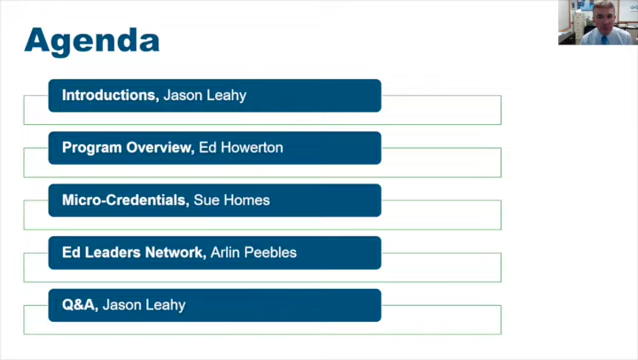 Agenda
Introductions, Jason Leahy
Program Overview, Ed Howerton
Micro-Credentials, Sue Homes
Ed Leaders Network, Arlin Peebles
Q&A, Jason Leahy